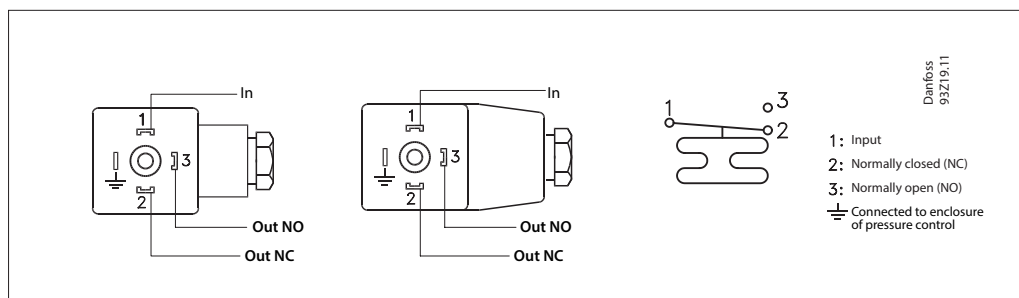 In
1
3
2
Out NO
Out NC
In
1
3
2
Out NO
Out NC
1
3
2
Danfoss
93Z19.11
1: Input
2: Normally closed (NC)
3: Normally open (NO)
Connected to enclosure
of pressure control